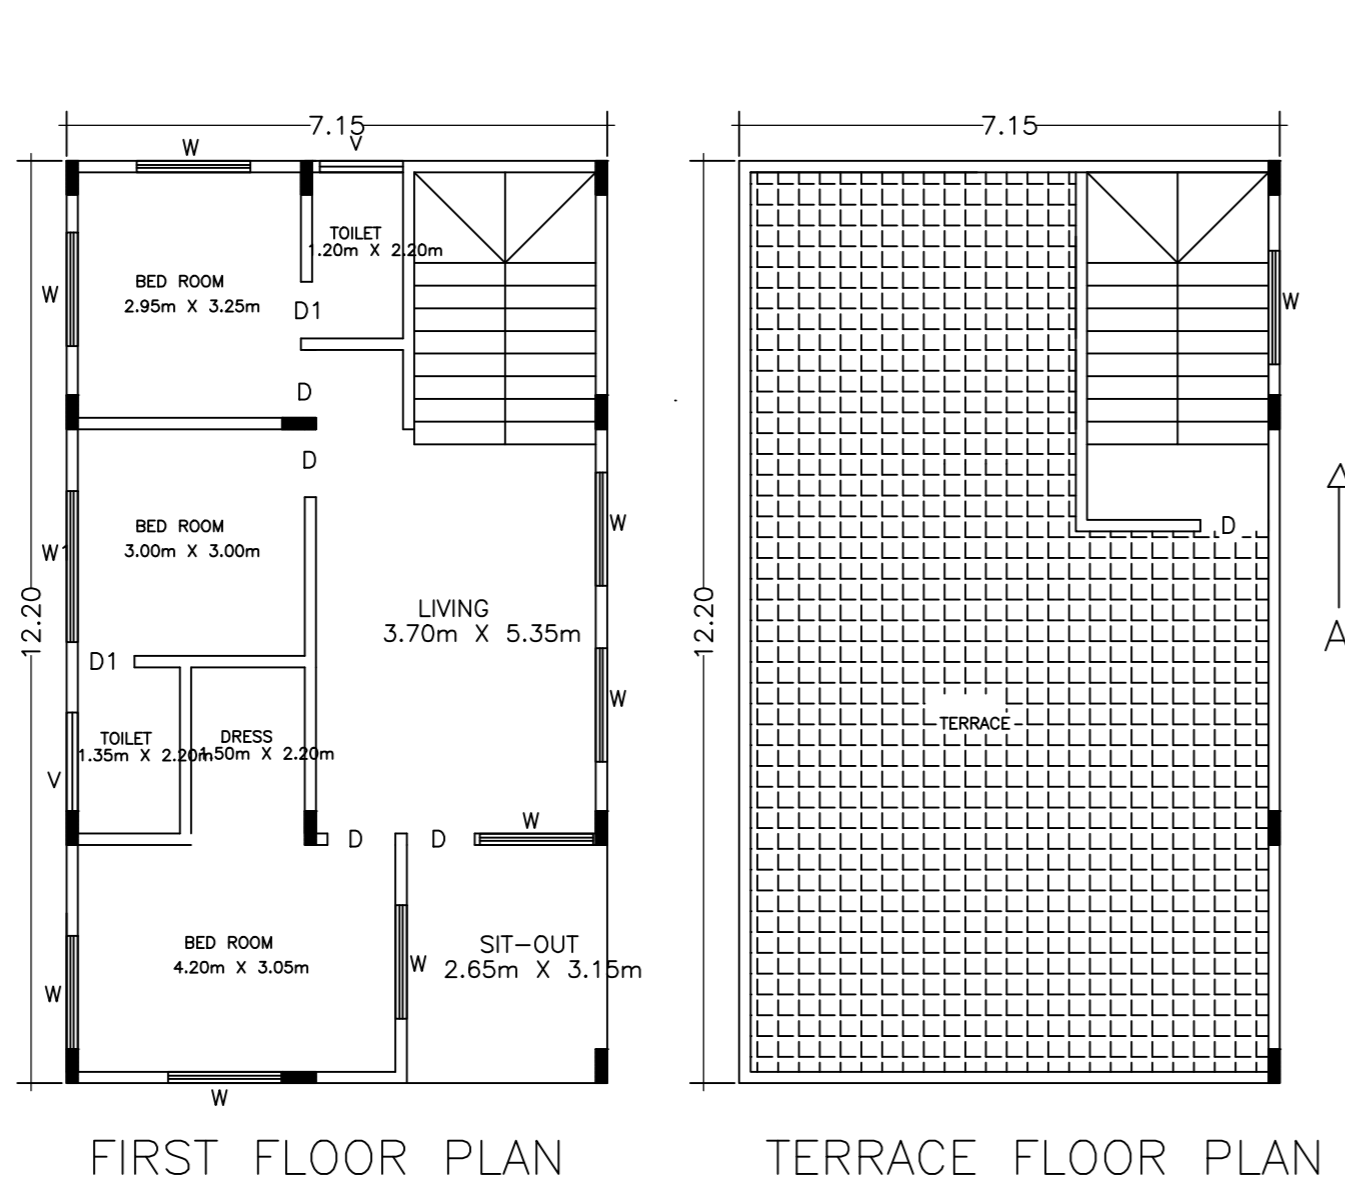 7.15
W
V
TOILET
1.20m X 2.20m
BED ROOM
2.95m X 3.25m
W
D1
D
D
W
BED ROOM
3.00m X 3.00m
W1
12.20
LIVING
3.70m X 5.35m
D1
W
TOILET
1.35m X 2.20m
DRESS
1.50m X 2.20m
V
W
D
D
BED ROOM
4.20m X 3.05m
W
SIT-OUT
2.65m X 3.15m
W
W
FIRST FLOOR PLAN
7.15
W
D
12.20
TERRACE
A
TERRACE FLOOR PLAN